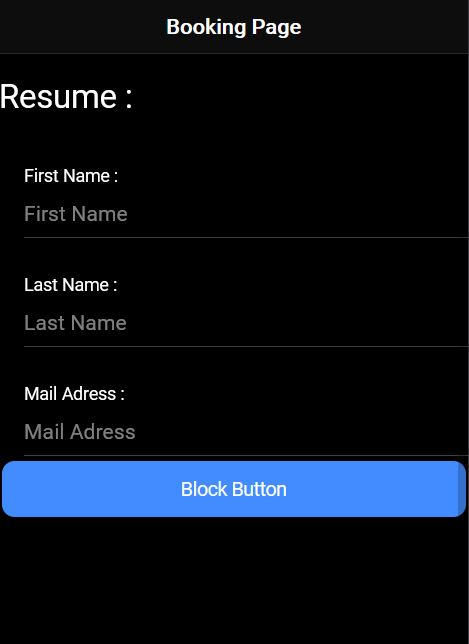 Booking Page
Resume :
First Name :
First Name
Last Name :
Last Name
Mail Adress :
Mail Adress
Block Button